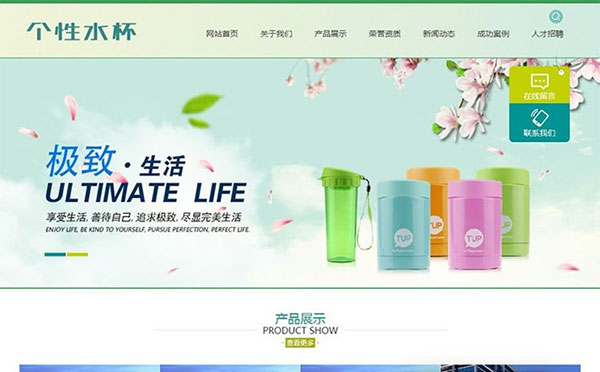 个性水杯
网站首页 关于我们 产品展示 荣誉资质 新闻动态 成功案例 人才招聘
在线留言
联系我们
极致·生活
ULTIMATE LIFE
享受生活, 善待自己, 追求极致, 尽显完美生活
ENJOY LIFE, BE KIND TO YOURSELF, PURSUE PERFECTION, PERFECT LIFE.
TUP
TUP
TUP
产品展示
PRODUCT SHOW
查看更多